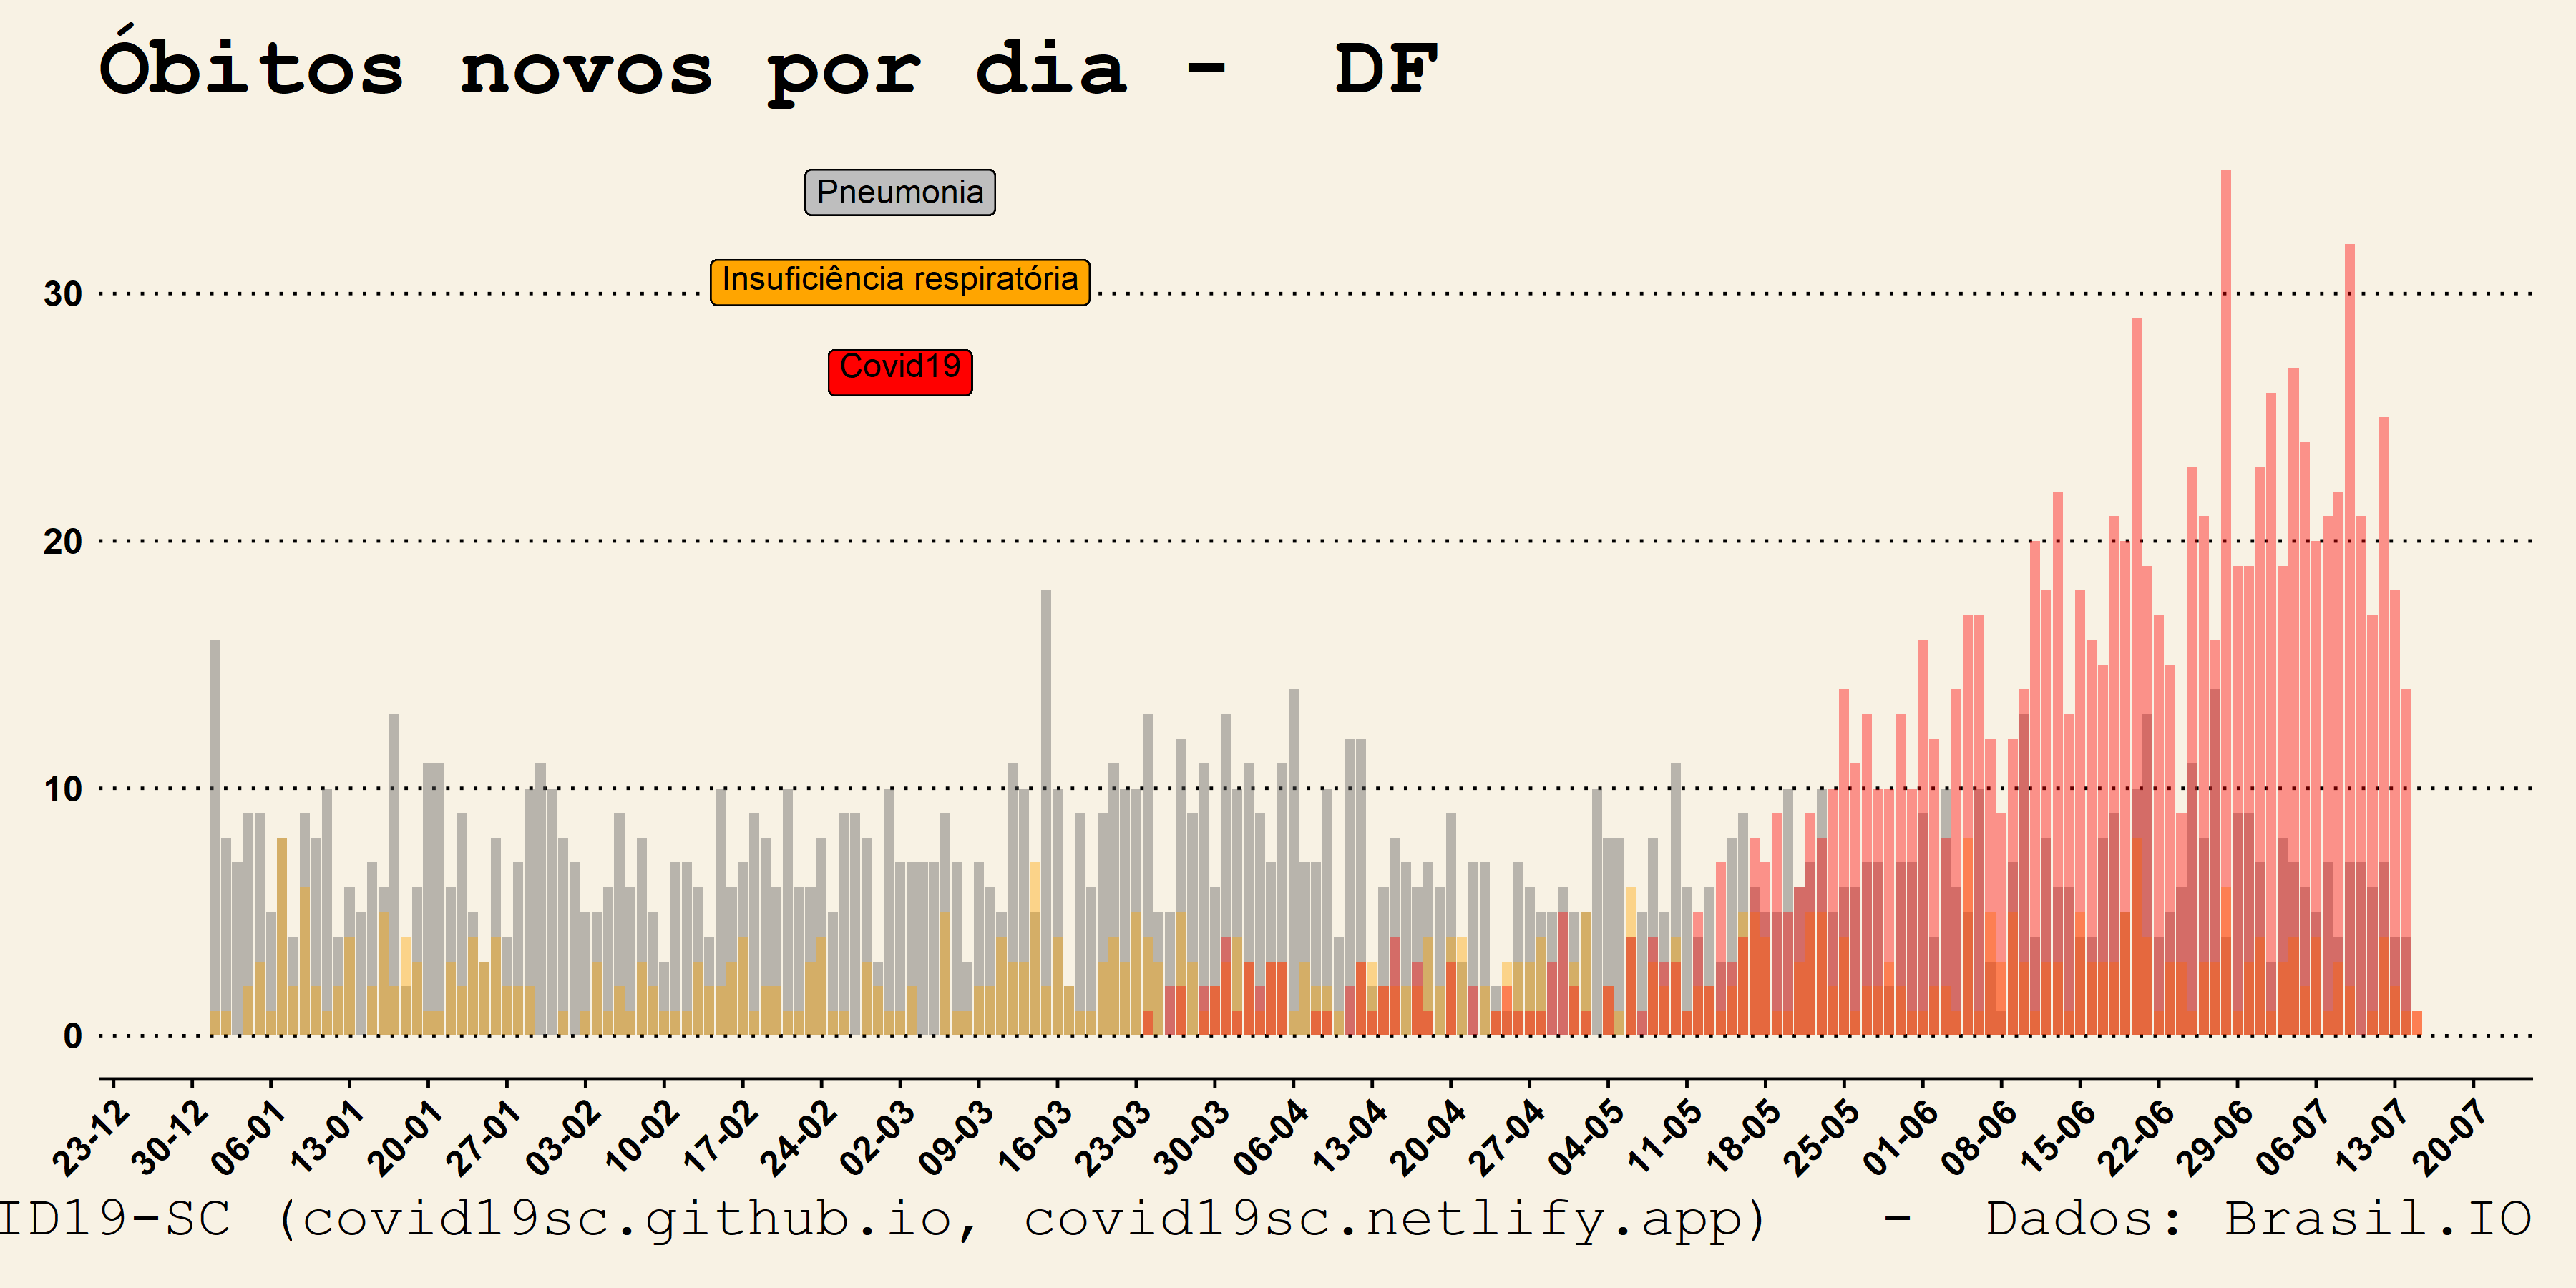 Óbitos novos por dia - DF
Pneumonia
Insuficiência respiratória
Covid19
30
20
10
0
23-12 30-12 06-01 13-01 20-01 27-01 03-02 10-02 17-02 24-02 02-03 09-03 16-03 23-03 30-03 06-04 13-04 20-04 27-04 04-05 11-05 18-05 25-05 01-06 08-06 15-06 22-06 29-06 06-07 13-07 20-07
ID19-SC (covid19sc.github.io, covid19sc.netlify.app) - Dados: Brasil.IO